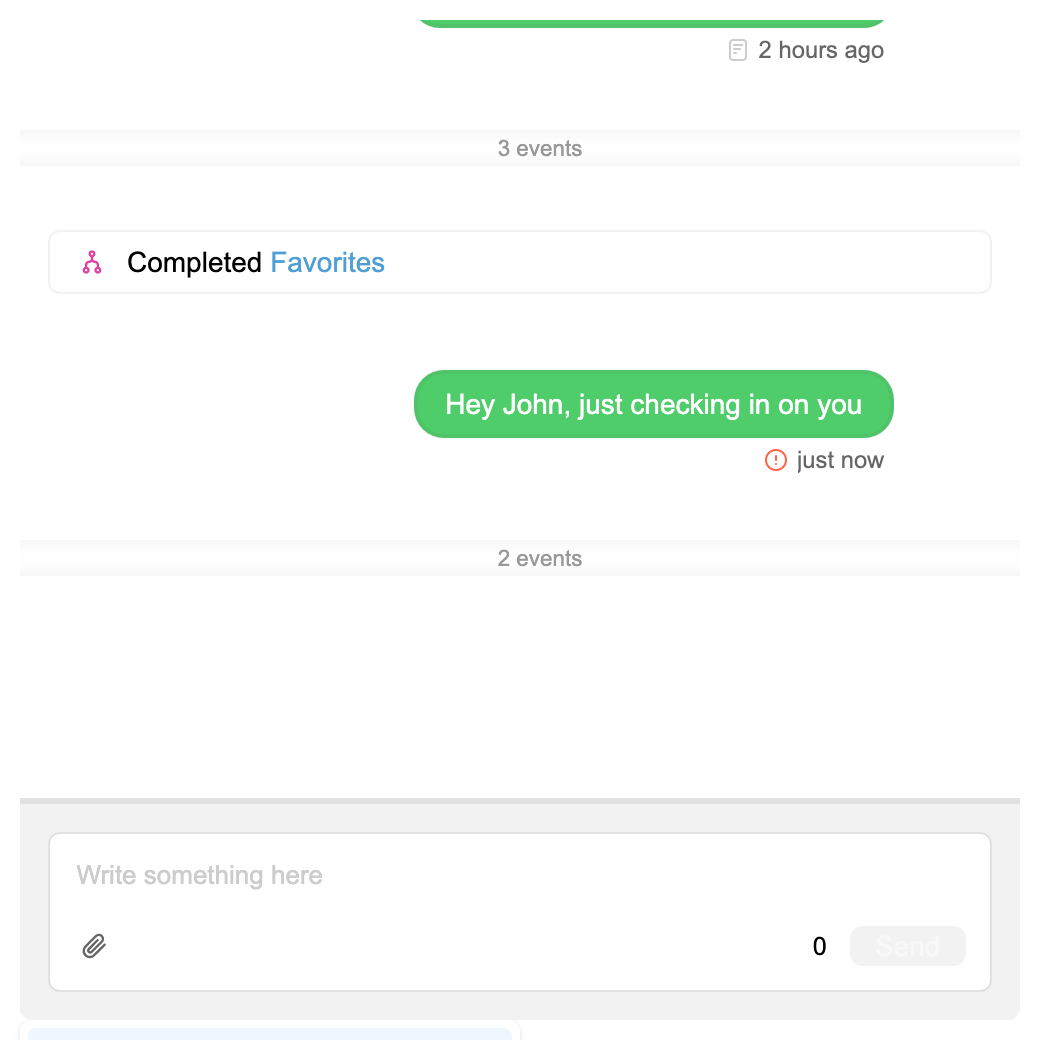 2 hours ago
3 events
Completed Favorites
Hey John, just checking in on you
just now
2 events
Write something here
0 Send